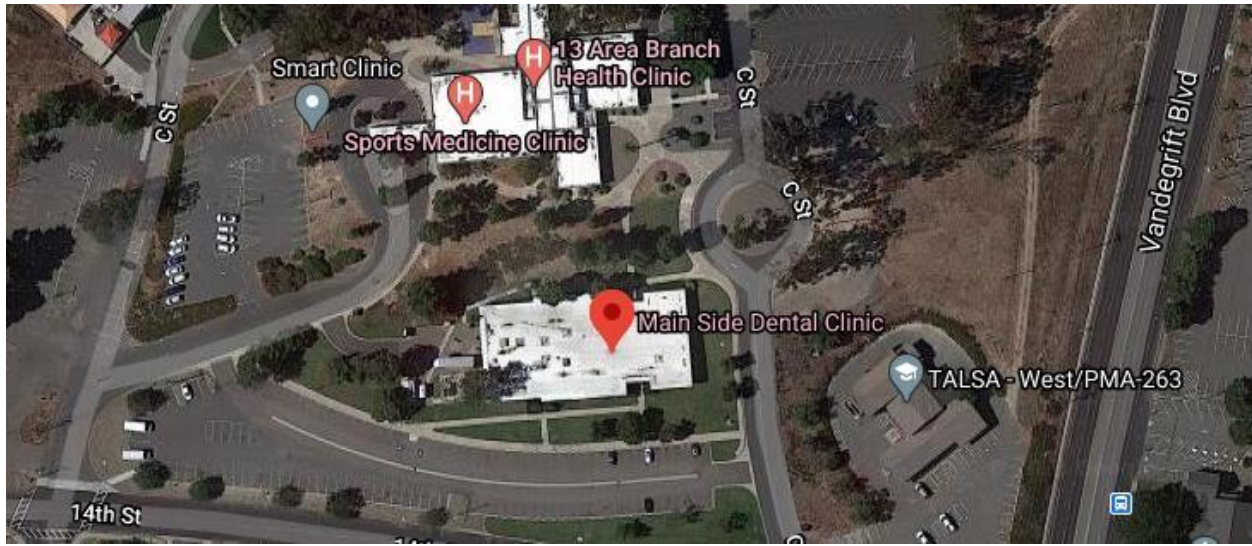 Smart Clinic
13 Area Branch
Health Clinic
Sports Medicine Clinic
C St
C St
C St
Vandegrift Blvd
Main Side Dental Clinic
TALSA - West/PMA-263
14th St